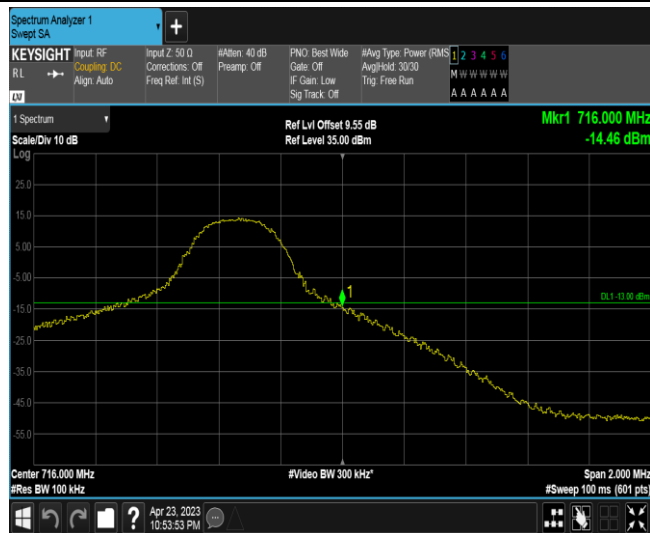 Spectrum Analyzer 1
Swept SA
+
KEYSIGHT
RL
LXI
Input: RF
Coupling: DC
Align: Auto
Input Z: 50 Ω
Corrections: Off
Freq Ref: Int (S)
#Atten: 40 dB
Preamp: Off
PNO: Best Wide
Gate: Off
IF Gain: Low
Sig Track: Off
#Avg Type: Power (RMS
Avg|Hold: 30/30
Trig: Free Run
1 2 3 4 5 6
M W W W W W
A A A A A A
1 Spectrum
Scale/Div 10 dB
Log
Ref Lvl Offset 9.55 dB
Ref Level 35.00 dBm
Mkr1 716.000 MHz
-14.46 dBm
25.0
15.0
5.00
-5.00
-15.0
-25.0
-35.0
-45.0
-55.0
1
DL1 -13.00 dBm
Center 716.000 MHz
#Res BW 100 kHz
#Video BW 300 kHz*
Span 2.000 MHz
#Sweep 100 ms (601 pts)
?
Apr 23, 2023
10:53:53 PM